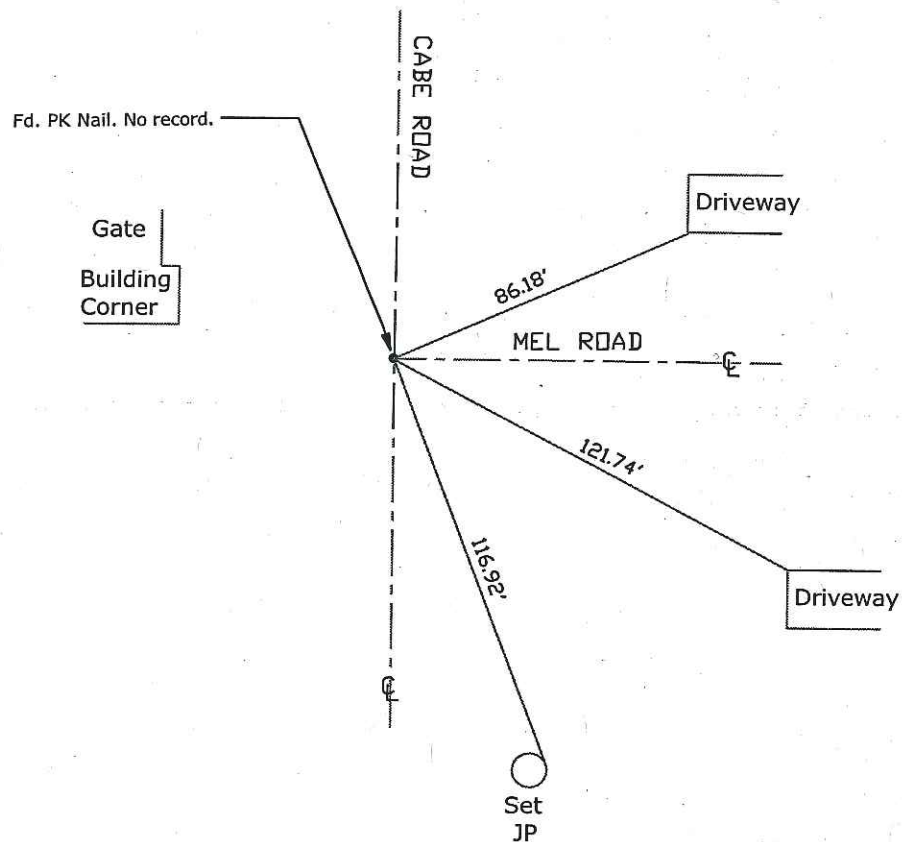 CABE ROAD
Fd. PK Nail. No record.
Driveway
Gate
Building
Corner
86.18'
MEL ROAD
℄
121.74'
116.92'
Driveway
℄
Set
JP